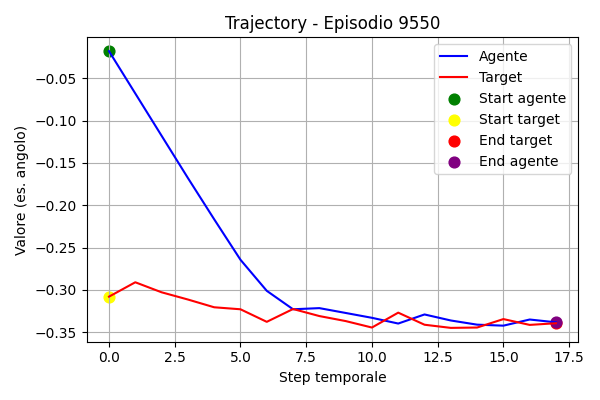 Trajectory - Episodio 9550
Valore (es. angolo)
−0.05
−0.10
−0.15
−0.20
−0.25
−0.30
−0.35
Agente
Target
Start agente
Start target
End target
End agente
0.0 2.5 5.0 7.5 10.0 12.5 15.0 17.5
Step temporale